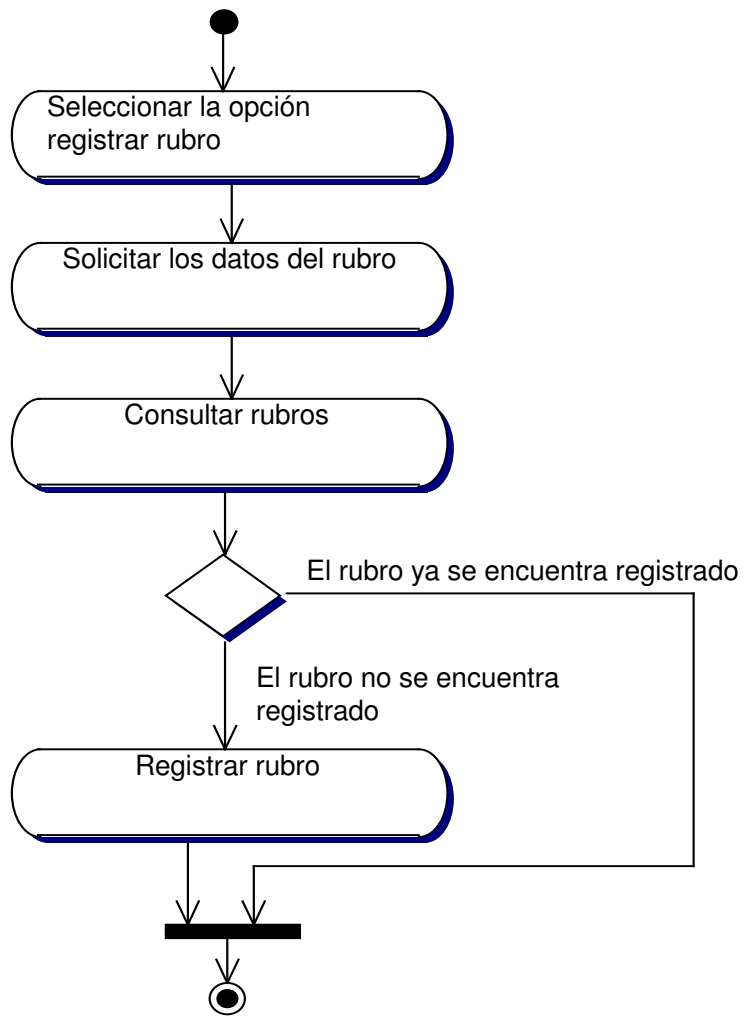 Seleccionar la opción
registrar rubro
Solicitar los datos del rubro
Consultar rubros
El rubro ya se encuentra registrado
El rubro no se encuentra
registrado
Registrar rubro